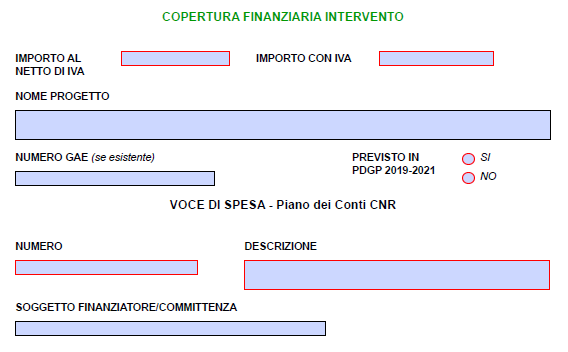 COPERTURA FINANZIARIA INTERVENTO
IMPORTO AL NETTO DI IVA
IMPORTO CON IVA
NOME PROGETTO
NUMERO GAE (se esistente)
PREVISTO IN PDGP 2019-2021
SI
NO
VOCE DI SPESA - Piano dei Conti CNR
NUMERO
DESCRIZIONE
SOGGETTO FINANZIATORE/COMMITTENZA